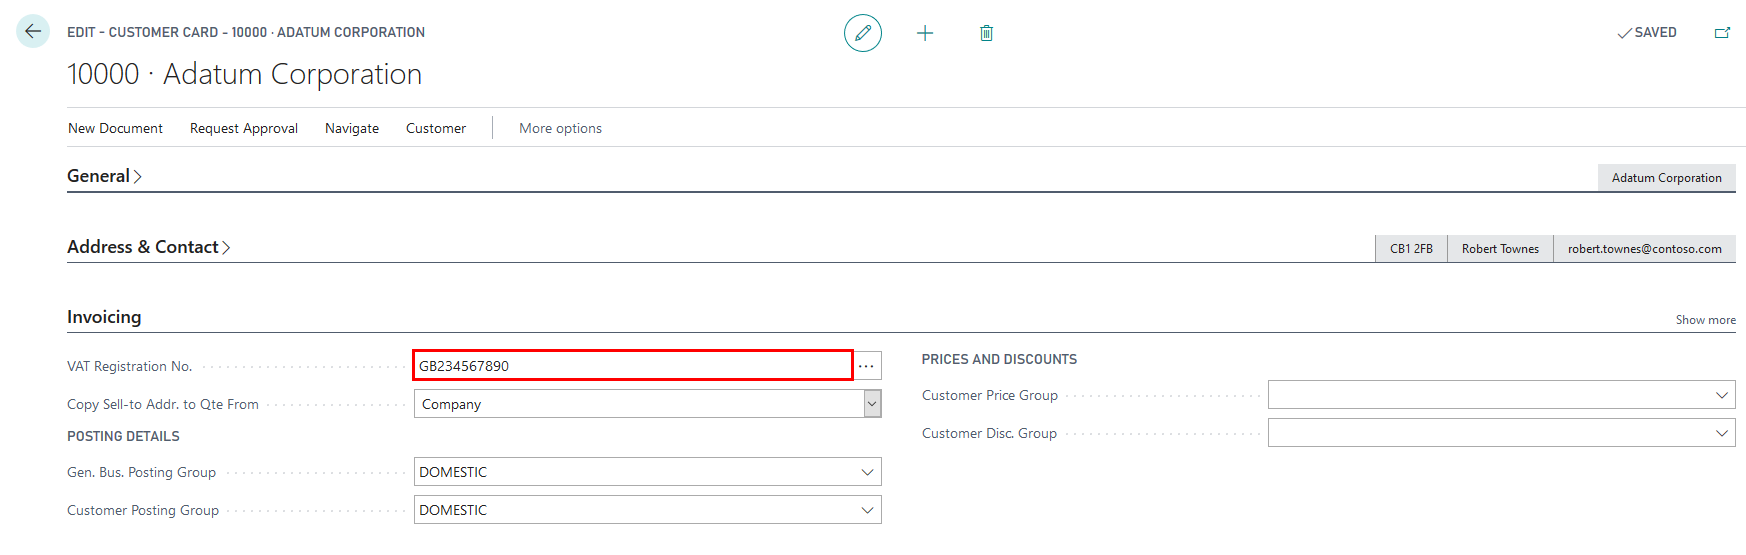 EDIT - CUSTOMER CARD - 10000 · ADATUM CORPORATION
SAVED
10000 · Adatum Corporation
New Document Request Approval Navigate Customer More options
General
Adatum Corporation
Address & Contact
CB1 2FB Robert Townes robert.townes@contoso.com
Invoicing
Show more
VAT Registration No. GB234567890
Copy Sell-to Addr. to Qte From Company
POSTING DETAILS
Gen. Bus. Posting Group DOMESTIC
Customer Posting Group DOMESTIC
PRICES AND DISCOUNTS
Customer Price Group
Customer Disc. Group